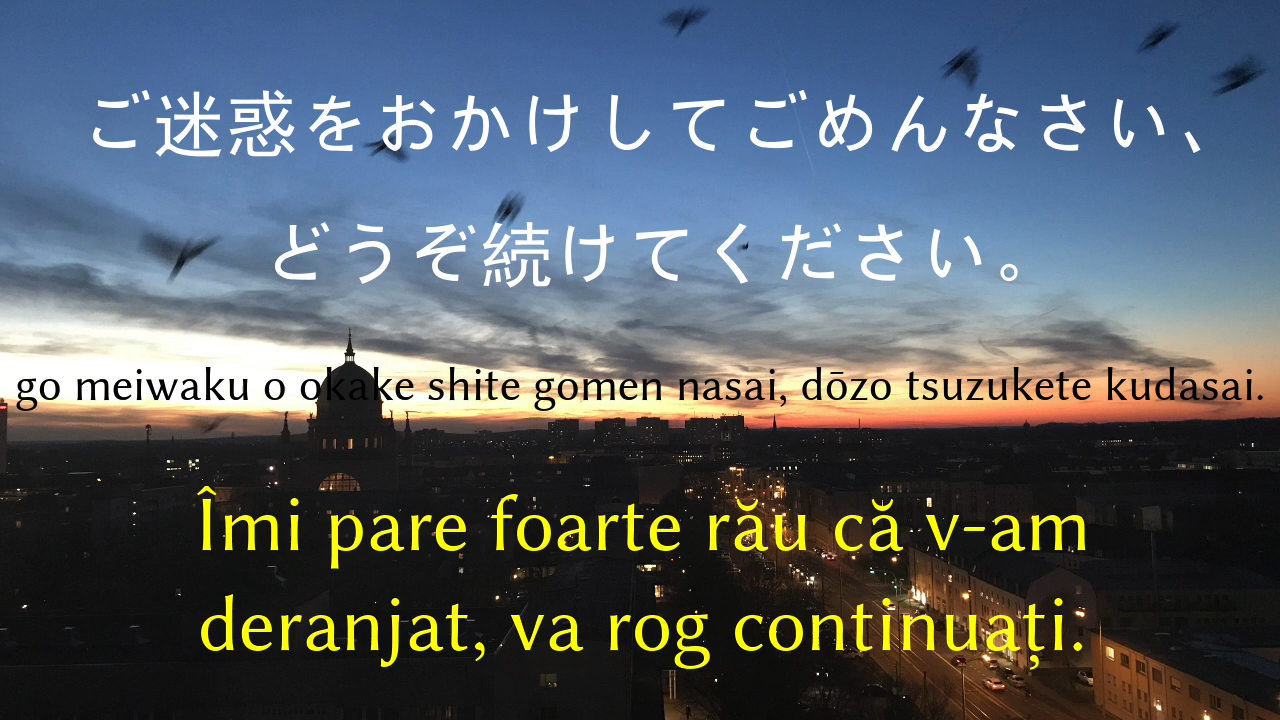 ご迷惑をおかけしてごめんなさい、
どうぞ続けてください。
go meiwaku o okake shite gomen nasai, dōzo tsuzukete kudasai.
Îmi pare foarte rău că v-am
deranjat, va rog continuați.